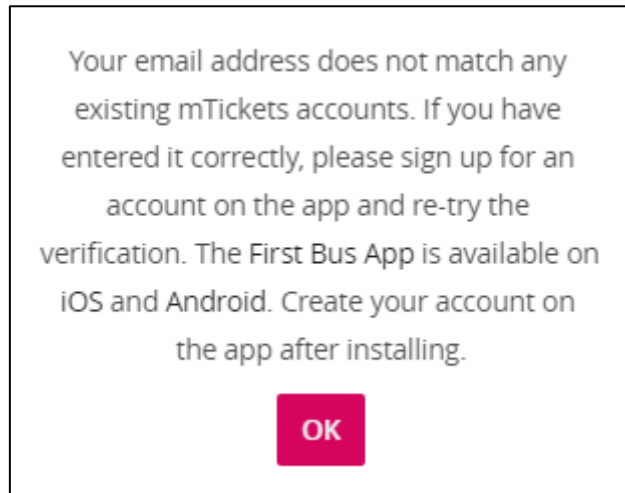 Your email address does not match any
existing mTickets accounts. If you have
entered it correctly, please sign up for an
account on the app and re-try the
verification. The First Bus App is available on
iOS and Android. Create your account on
the app after installing.
OK